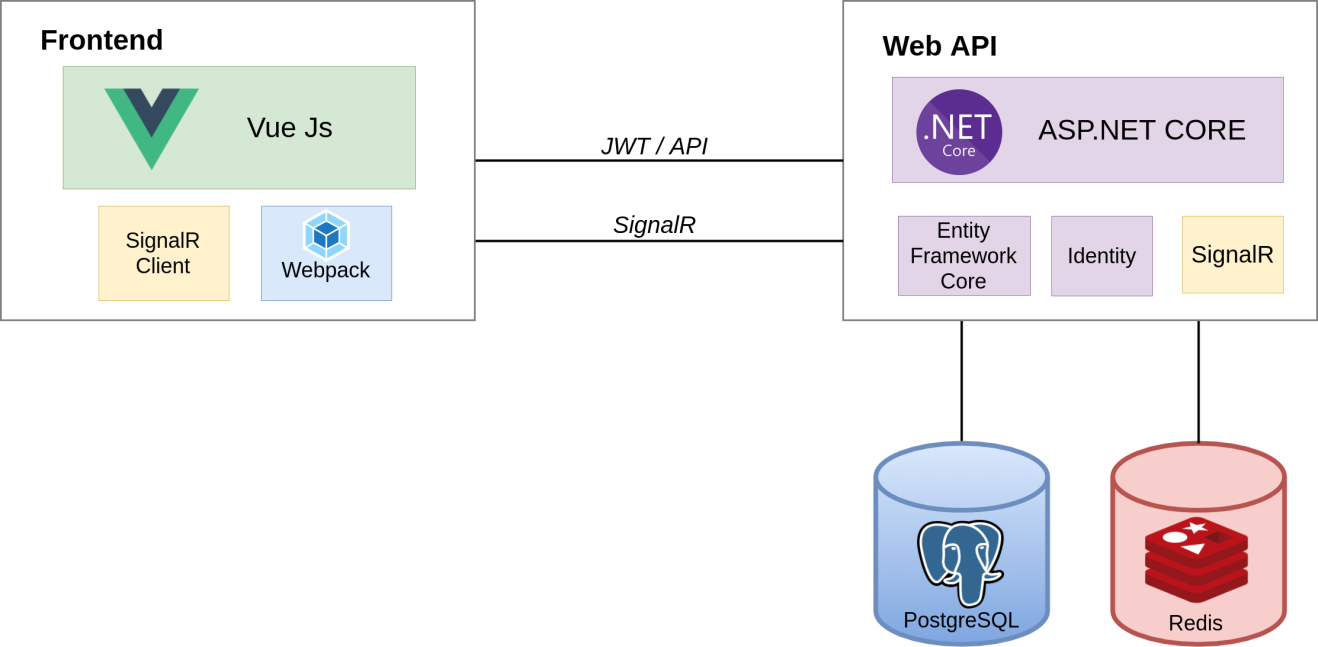 Frontend
Vue Js
SignalR
Client
Webpack
JWT / API
SignalR
Web API
.NET
Core
ASP.NET CORE
Entity
Framework
Core
Identity
SignalR
PostgreSQL
Redis